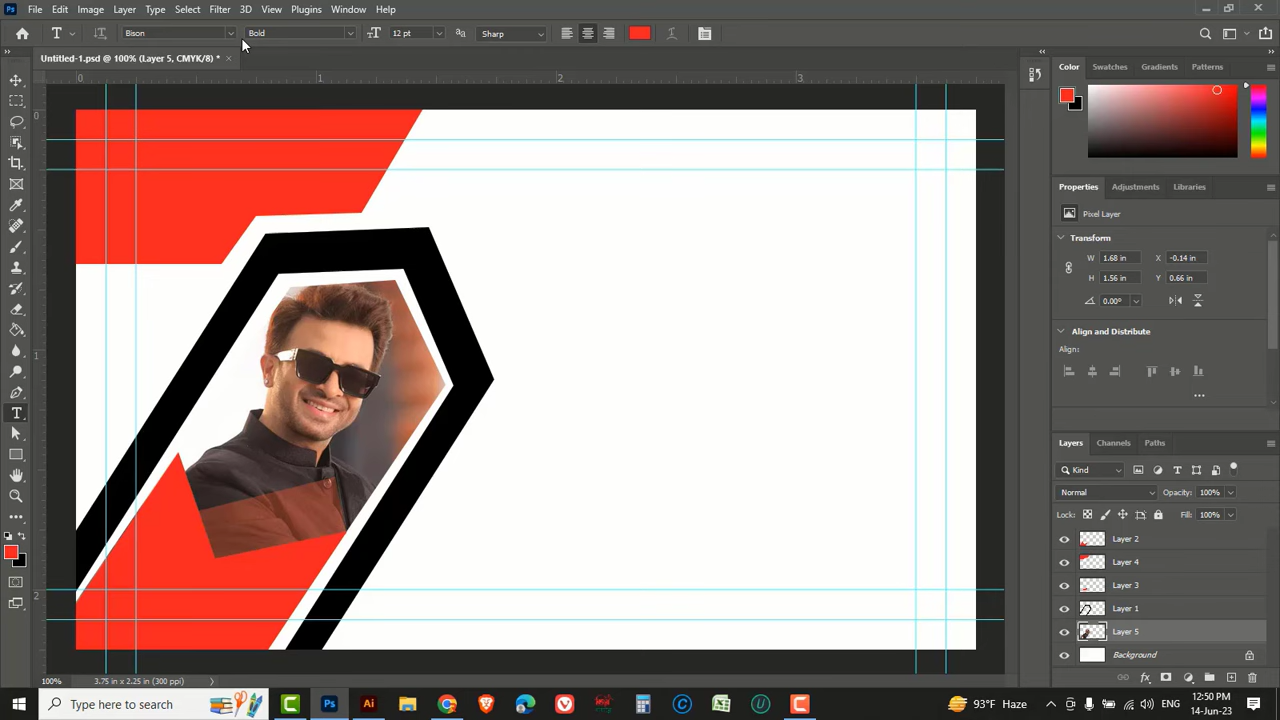 Ps File Edit Image Layer Type Select Filter 3D View Plugins Window Help
T Bison Bold 12 pt Sharp
Untitled-1.psd @ 100% (Layer 5, CMYK/8) *
0 1 2 3
0
1
2
Color Swatches Gradients Patterns
Properties Adjustments Libraries
Pixel Layer
Transform
W 1.68 in X -0.14 in
H 1.56 in Y 0.66 in
0.00°
Align and Distribute
Align:
Layers Channels Paths
Kind
Normal Opacity: 100%
Lock: Fill: 100%
Layer 2
Layer 4
Layer 3
Layer 1
Layer 5
Background
100% 3.75 in x 2.25 in (300 ppi)
Type here to search
Ps Ai
93°F Haze
12:50 PM
14-Jun-23